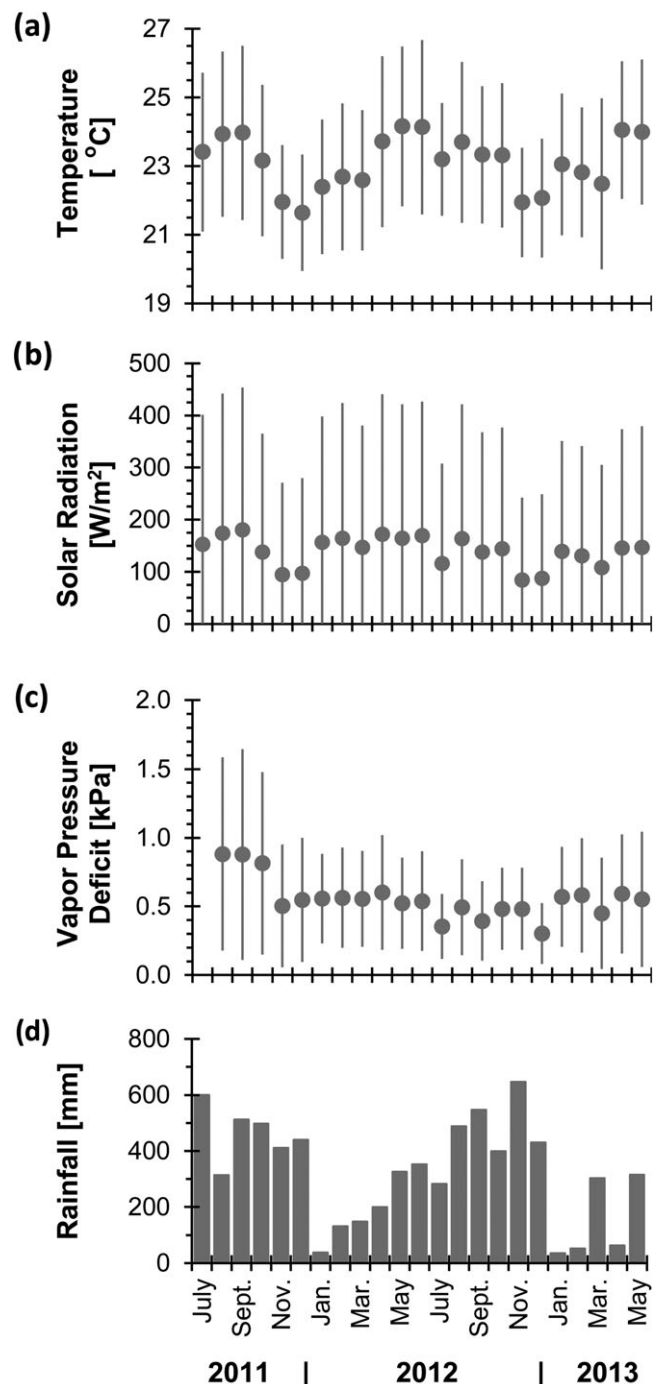 (a)
Temperature
[ °C]
27
25
23
21
19
(b)
Solar Radiation
[W/m²]
500
400
300
200
100
0
(c)
Vapor Pressure
Deficit [kPa]
2.0
1.5
1.0
0.5
0.0
(d)
Rainfall [mm]
800
600
400
200
0
July Sept. Nov. Jan. Mar. May July Sept. Nov. Jan. Mar. May
2011 | 2012 | 2013